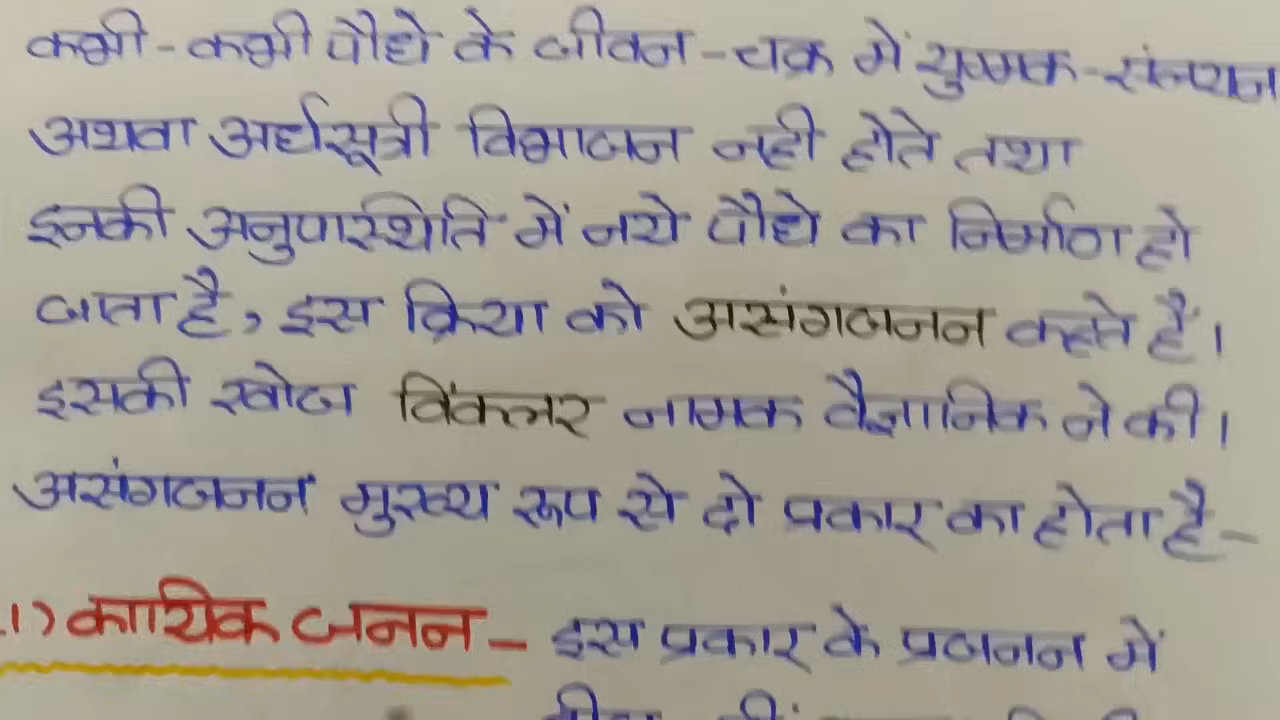 कभी-कभी पौधे के जीवन-चक्र में युग्मक-संलयन
अथवा अर्धसूत्री विभाजन नही होते तथा
इनकी अनुपास्थिति में नये पौधे का निर्माण हो
जाता है, इस क्रिया को असंगजनन कहते हैं।
इसकी खोज विंकलर नामक वैज्ञानिक ने की।
असंगजनन मुख्य रूप से दो प्रकार का होता है-
1) कायिक जनन - इस प्रकार के प्रजनन में